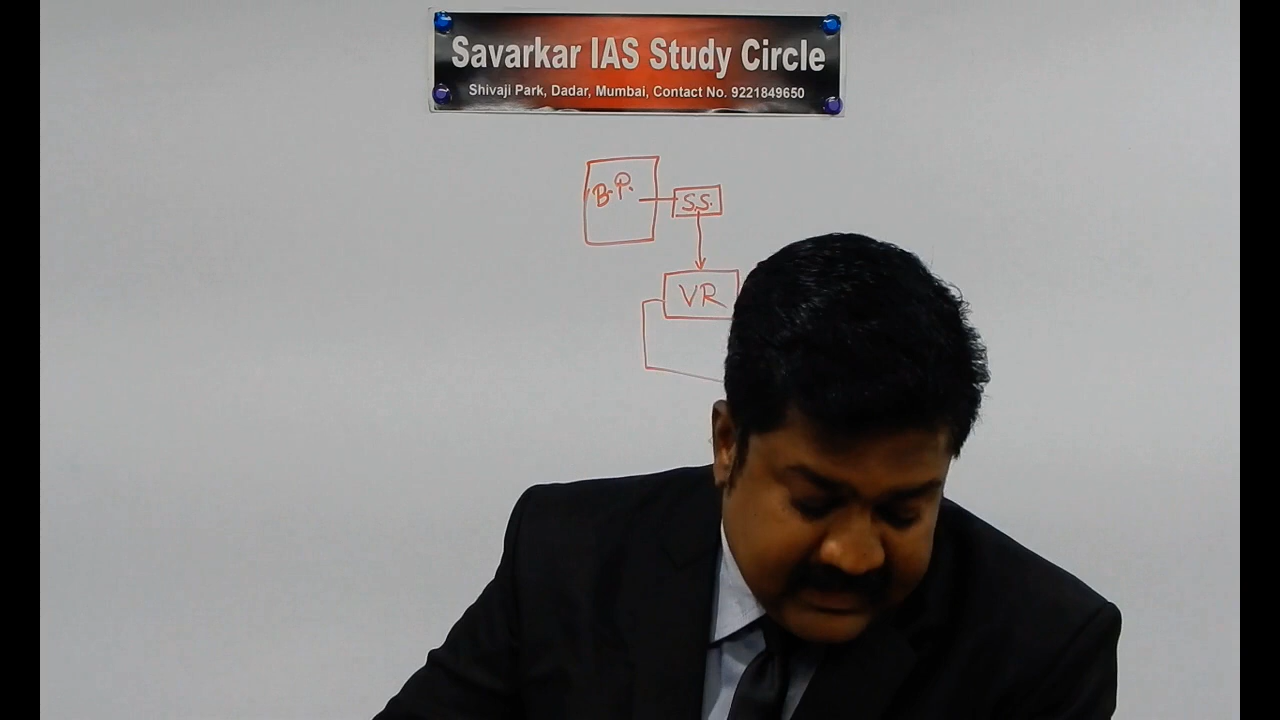 Savarkar IAS Study Circle
Shivaji Park, Dadar, Mumbai, Contact No. 9221849650
B.P.
S.S.
VR